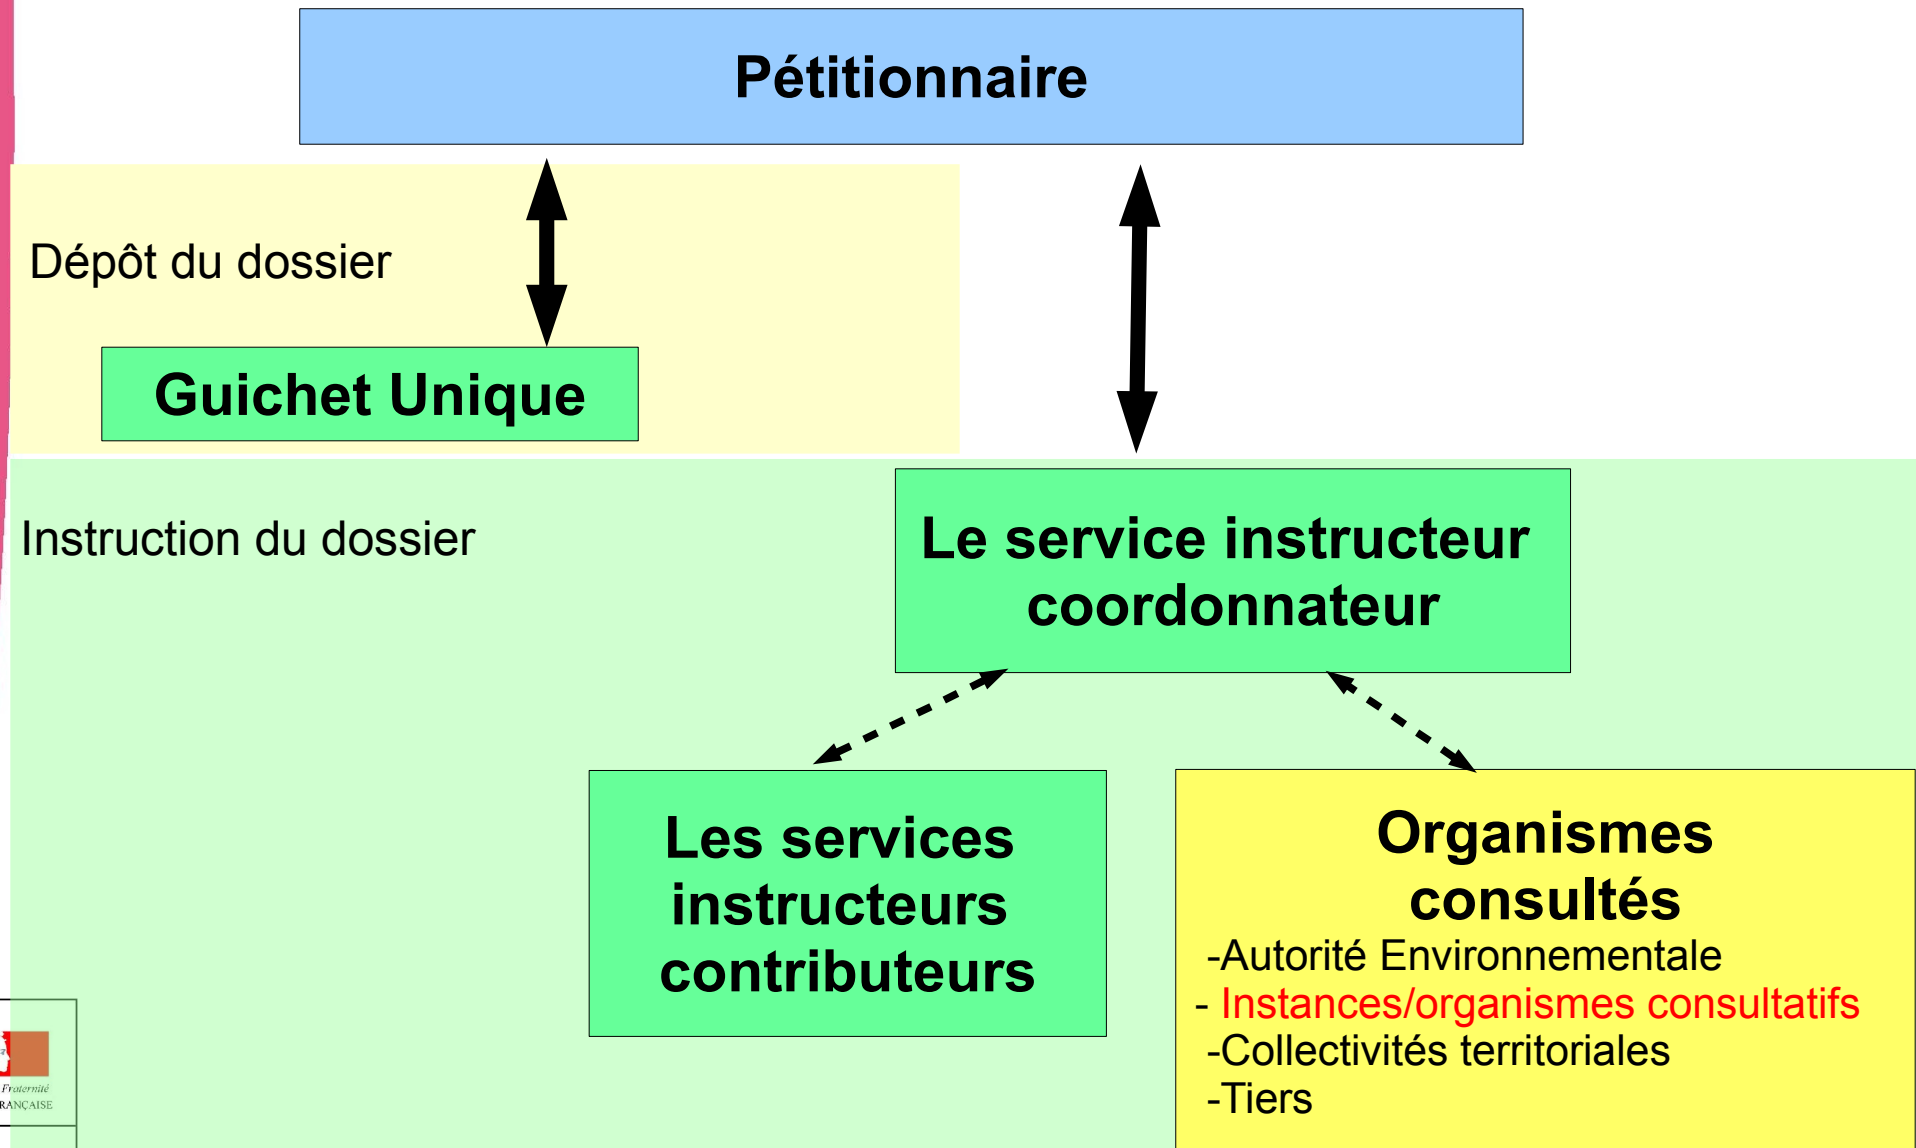 Pétitionnaire
Dépôt du dossier
Guichet Unique
Instruction du dossier
Le service instructeur
coordonnateur
Les services
instructeurs
contributeurs
Organismes
consultés
-Autorité Environnementale
- Instances/organismes consultatifs
-Collectivités territoriales
-Tiers
Fraternité
RANÇAISE